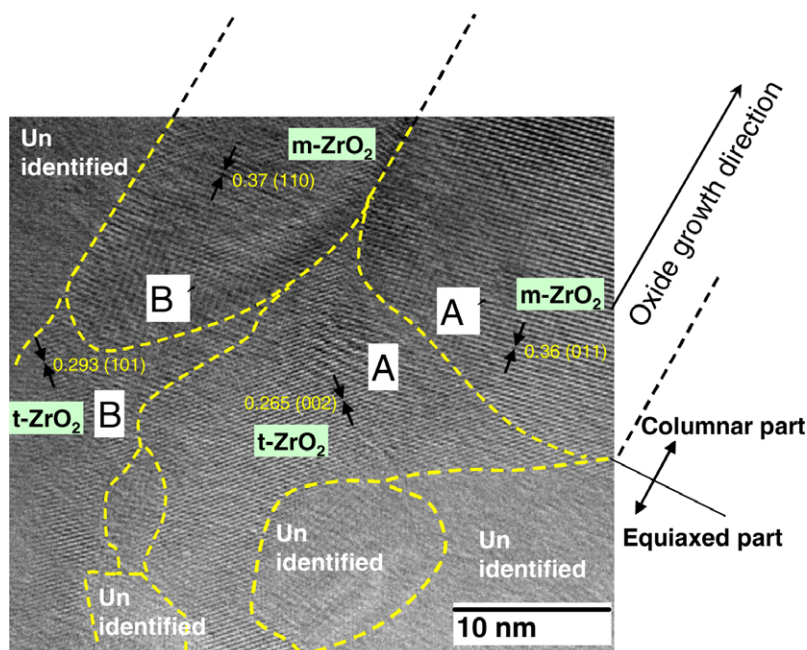 Un
identified
m-ZrO₂
0.37 (110)
Oxide growth direction
B´
A´
m-ZrO₂
0.36 (011)
0.293 (101)
t-ZrO₂
B
A
0.265 (002)
t-ZrO₂
Columnar part
Equiaxed part
Un
identified
Un
identified
Un
identified
10 nm